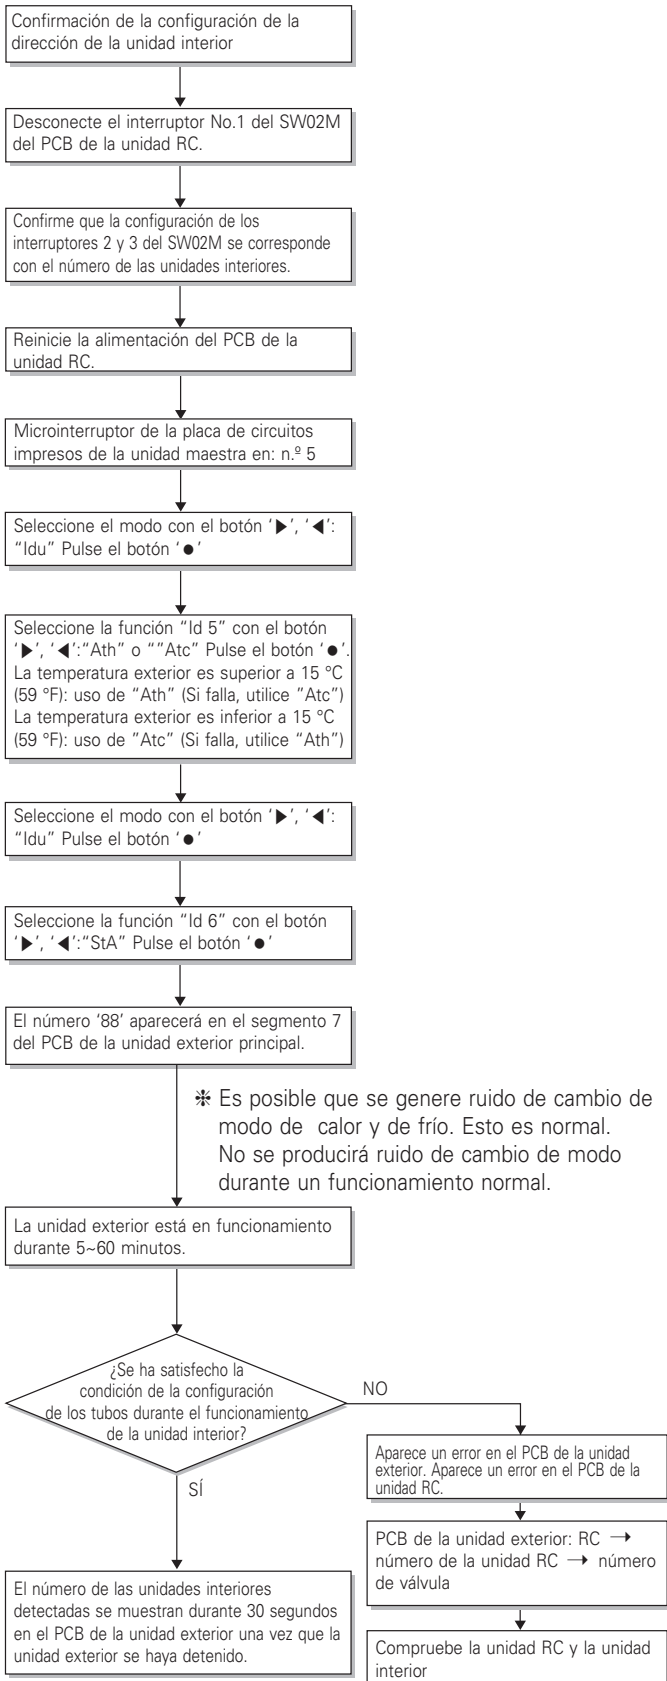 Confirmación de la configuración de la
dirección de la unidad interior
Desconecte el interruptor No.1 del SW02M
del PCB de la unidad RC.
Confirme que la configuración de los
interruptores 2 y 3 del SW02M se corresponde
con el número de las unidades interiores.
Reinicie la alimentación del PCB de la
unidad RC.
Microinterruptor de la placa de circuitos
impresos de la unidad maestra en: n.º 5
Seleccione el modo con el botón ‘▶’, ‘◀’:
“Idu” Pulse el botón ‘●’
Seleccione la función “Id 5” con el botón
‘▶’, ‘◀’:“Ath” o ““Atc” Pulse el botón ‘●’.
La temperatura exterior es superior a 15 °C
(59 °F): uso de “Ath” (Si falla, utilice “Atc”)
La temperatura exterior es inferior a 15 °C
(59 °F): uso de “Atc” (Si falla, utilice “Ath”)
Seleccione el modo con el botón ‘▶’, ‘◀’:
“Idu” Pulse el botón ‘●’
Seleccione la función “Id 6” con el botón
‘▶’, ‘◀’:“StA” Pulse el botón ‘●’
El número ‘88’ aparecerá en el segmento 7
del PCB de la unidad exterior principal.
❈ Es posible que se genere ruido de cambio de
modo de calor y de frío. Esto es normal.
No se producirá ruido de cambio de modo
durante un funcionamiento normal.
La unidad exterior está en funcionamiento
durante 5~60 minutos.
¿Se ha satisfecho la
condición de la configuración
de los tubos durante el funcionamiento
de la unidad interior?
NO
Aparece un error en el PCB de la unidad
exterior. Aparece un error en el PCB de la
unidad RC.
SÍ
PCB de la unidad exterior: RC →
número de la unidad RC → número
de válvula
El número de las unidades interiores
detectadas se muestran durante 30 segundos
en el PCB de la unidad exterior una vez que la
unidad exterior se haya detenido.
Compruebe la unidad RC y la unidad
interior